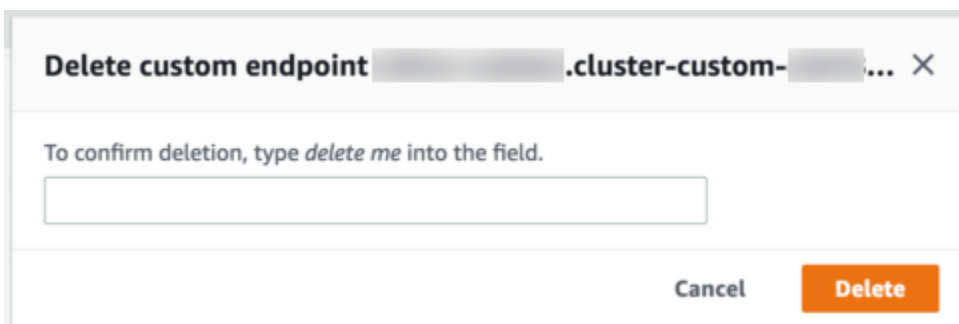 Delete custom endpoint .cluster-custom- ...
To confirm deletion, type delete me into the field.
Cancel Delete